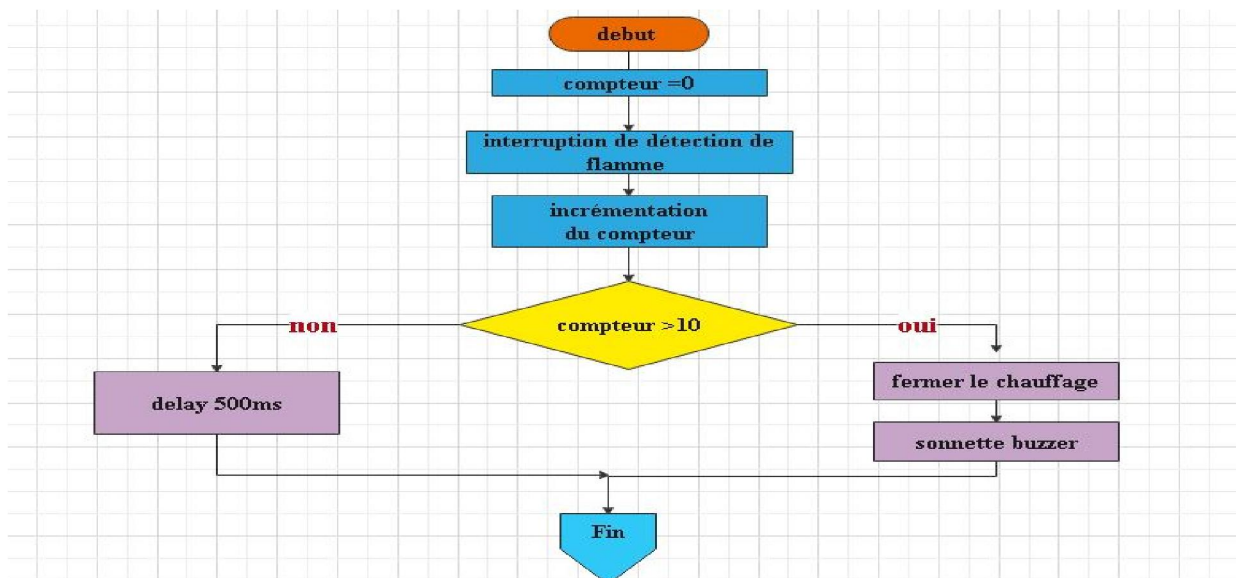 debut
compteur =0
interruption de détection de
flamme
incrémentation
du compteur
non
compteur >10
oui
delay 500ms
fermer le chauffage
sonnette buzzer
Fin